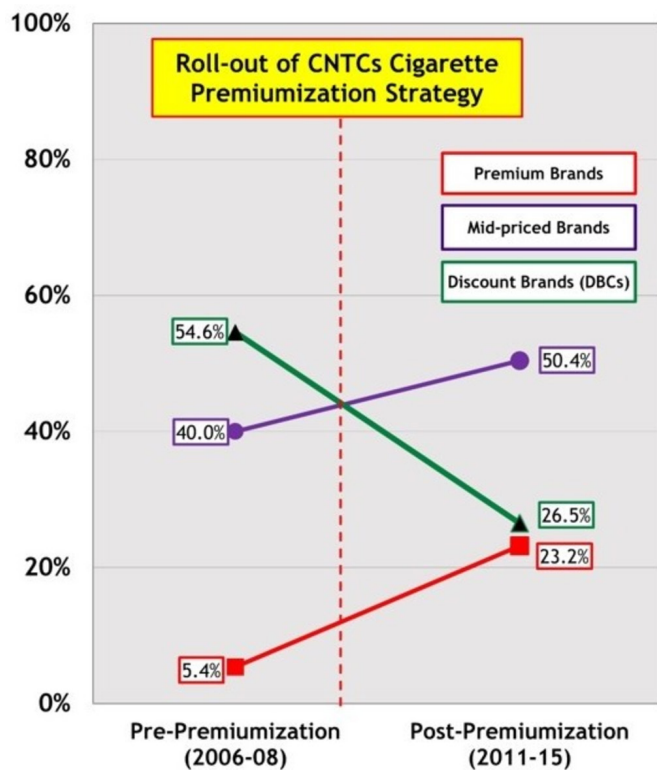 100%
Roll-out of CNTCs Cigarette
Premiumization Strategy
80%
Premium Brands
Mid-priced Brands
Discount Brands (DBCs)
60%
54.6%
50.4%
40%
40.0%
26.5%
23.2%
20%
5.4%
0%
Pre-Premiumization
(2006-08)
Post-Premiumization
(2011-15)